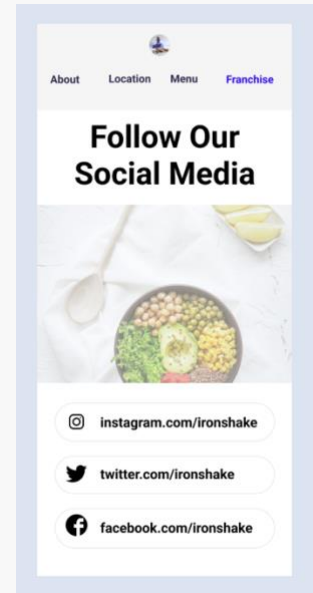 About Location Menu Franchise
Follow Our
Social Media
instagram.com/ironshake
twitter.com/ironshake
facebook.com/ironshake